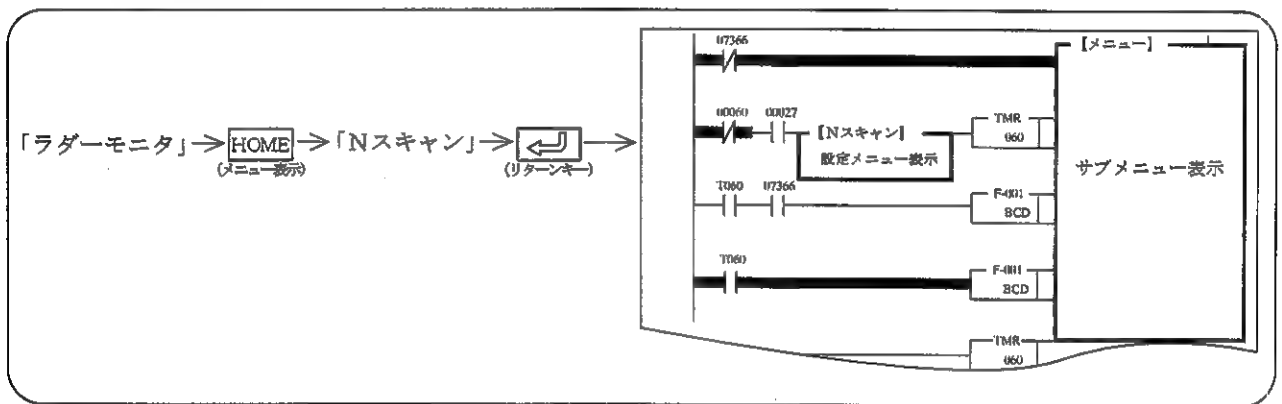 「ラダーモニタ」→HOME→「Nスキャン」→
(メニュー表示)
(リターンキー)
07366
【メニュー】
00060 00027
【Nスキャン】
設定メニュー表示
TMR
060
サブメニュー表示
T060 07366
F-001
BCD
T060
F-001
BCD
TMR
060